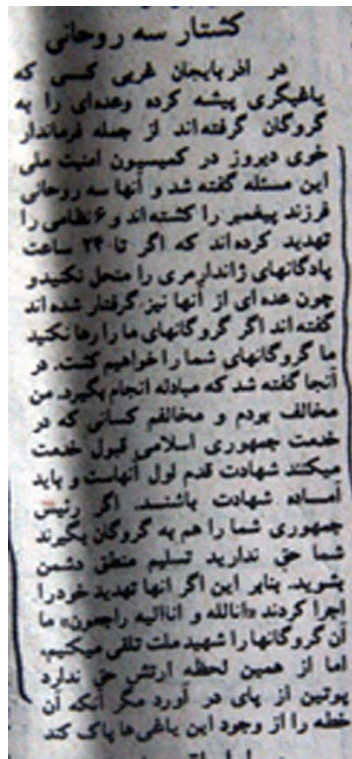 کشتار سه روحانی
در آذربایجان غربی کسی که
یاغیگری پیشه کرده وعده‌ای را به
گروگان گرفته‌اند از جمله فرماندار
خوی دیروز در کمیسیون امنیت ملی
این مسئله گفته شد و آنها سه روحانی
فرزند پیغمبر را کشته‌اند و ۶ نظامی را
تهدید کرده‌اند که اگر تا ۲۴ ساعت
پادگانهای ژاندارمری را منحل نکنید و
چون عده ای از آنها نیز گرفتار شده اند
گفته اند اگر گروگانهای ما را رها نکنید
ما گروگانهای شما را خواهیم کشت. در
آنجا گفته شد که مبادله انجام بگیرد. من
مخالف بودم و مخالفم کسانی که در
خدمت جمهوری اسلامی قبول خدمت
میکنند شهادت قدم اول آنهاست و باید
آمساده شهادت باشنـد. اگر رئیس
جمهوری شما را هم به گروگان بگیرند
شما حق ندارید تسلیم منطق دشمن
بشوید. بنابر این اگر آنها تهدید خود را
اجرا کردند «انالله و اناالیه راجعون» ما
آن گروگانها را شهید ملت تلقی میکنیم،
اما از همین لحظه ارتش حق ندارد
پوتین از پای در آورد مگر آنکه آن
خطه را از وجود این یاغی‌ها پاک کند